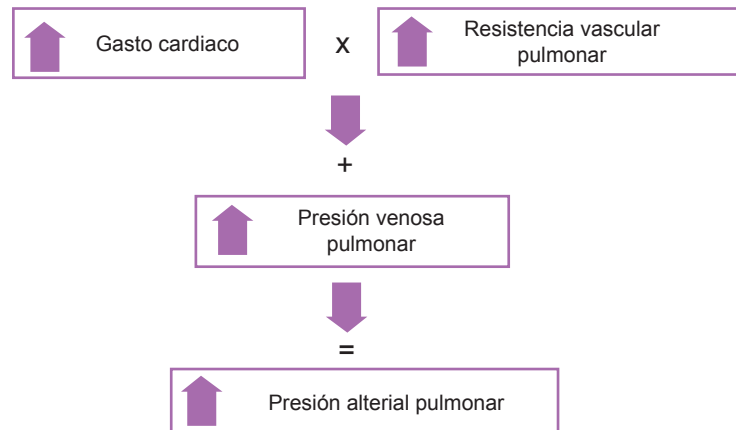 Gasto cardiaco
x
Resistencia vascular
pulmonar
+
Presión venosa
pulmonar
=
Presión alterial pulmonar